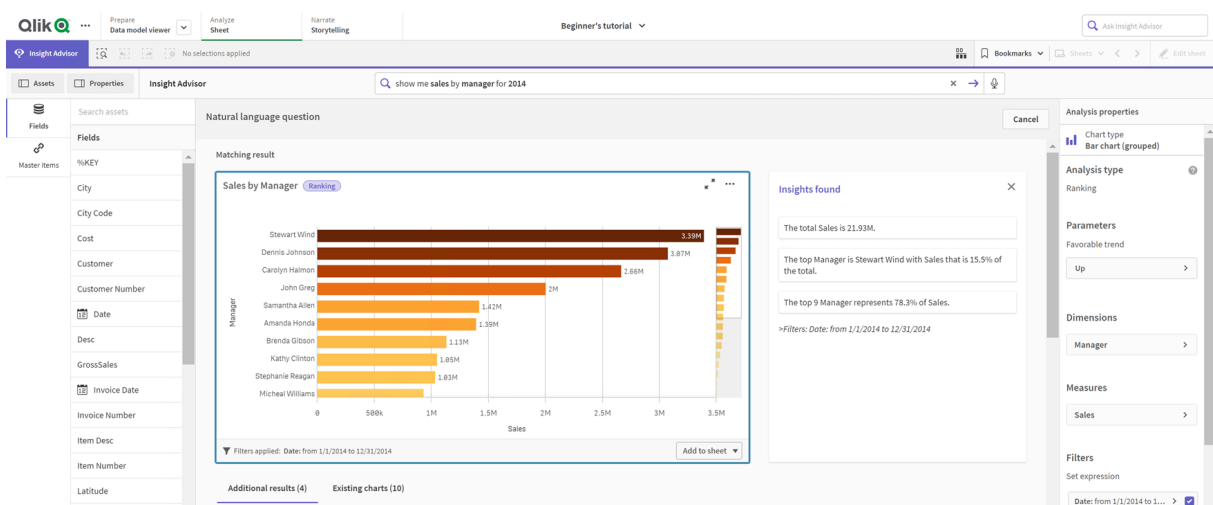 Qlik
Prepare
Data model viewer
Analyze
Sheet
Narrate
Storytelling
Beginner's tutorial
Ask Insight Advisor
Insight Advisor
No selections applied
Bookmarks
Sheets
Edit sheet
Assets
Properties
Insight Advisor
show me sales by manager for 2014
Fields
Master items
Search assets
Fields
%KEY
City
City Code
Cost
Customer
Customer Number
Date
Desc
GrossSales
Invoice Date
Invoice Number
Item Desc
Item Number
Latitude
Natural language question
Cancel
Matching result
Sales by Manager
Ranking
Manager
Stewart Wind
3.39M
Dennis Johnson
3.07M
Carolyn Halmon
2.66M
John Greg
2M
Samantha Allen
1.42M
Amanda Honda
1.39M
Brenda Gibson
1.13M
Kathy Clinton
1.05M
Stephanie Reagan
1.03M
Micheal Williams
0 500k 1M 1.5M 2M 2.5M 3M 3.5M
Sales
Filters applied: Date: from 1/1/2014 to 12/31/2014
Add to sheet
Additional results (4)
Existing charts (10)
Insights found
The total Sales is 21.93M.
The top Manager is Stewart Wind with Sales that is 15.5% of
the total.
The top 9 Manager represents 78.3% of Sales.
>Filters: Date: from 1/1/2014 to 12/31/2014
Analysis properties
Chart type
Bar chart (grouped)
Analysis type
Ranking
Parameters
Favorable trend
Up
Dimensions
Manager
Measures
Sales
Filters
Set expression
Date: from 1/1/2014 to 1...